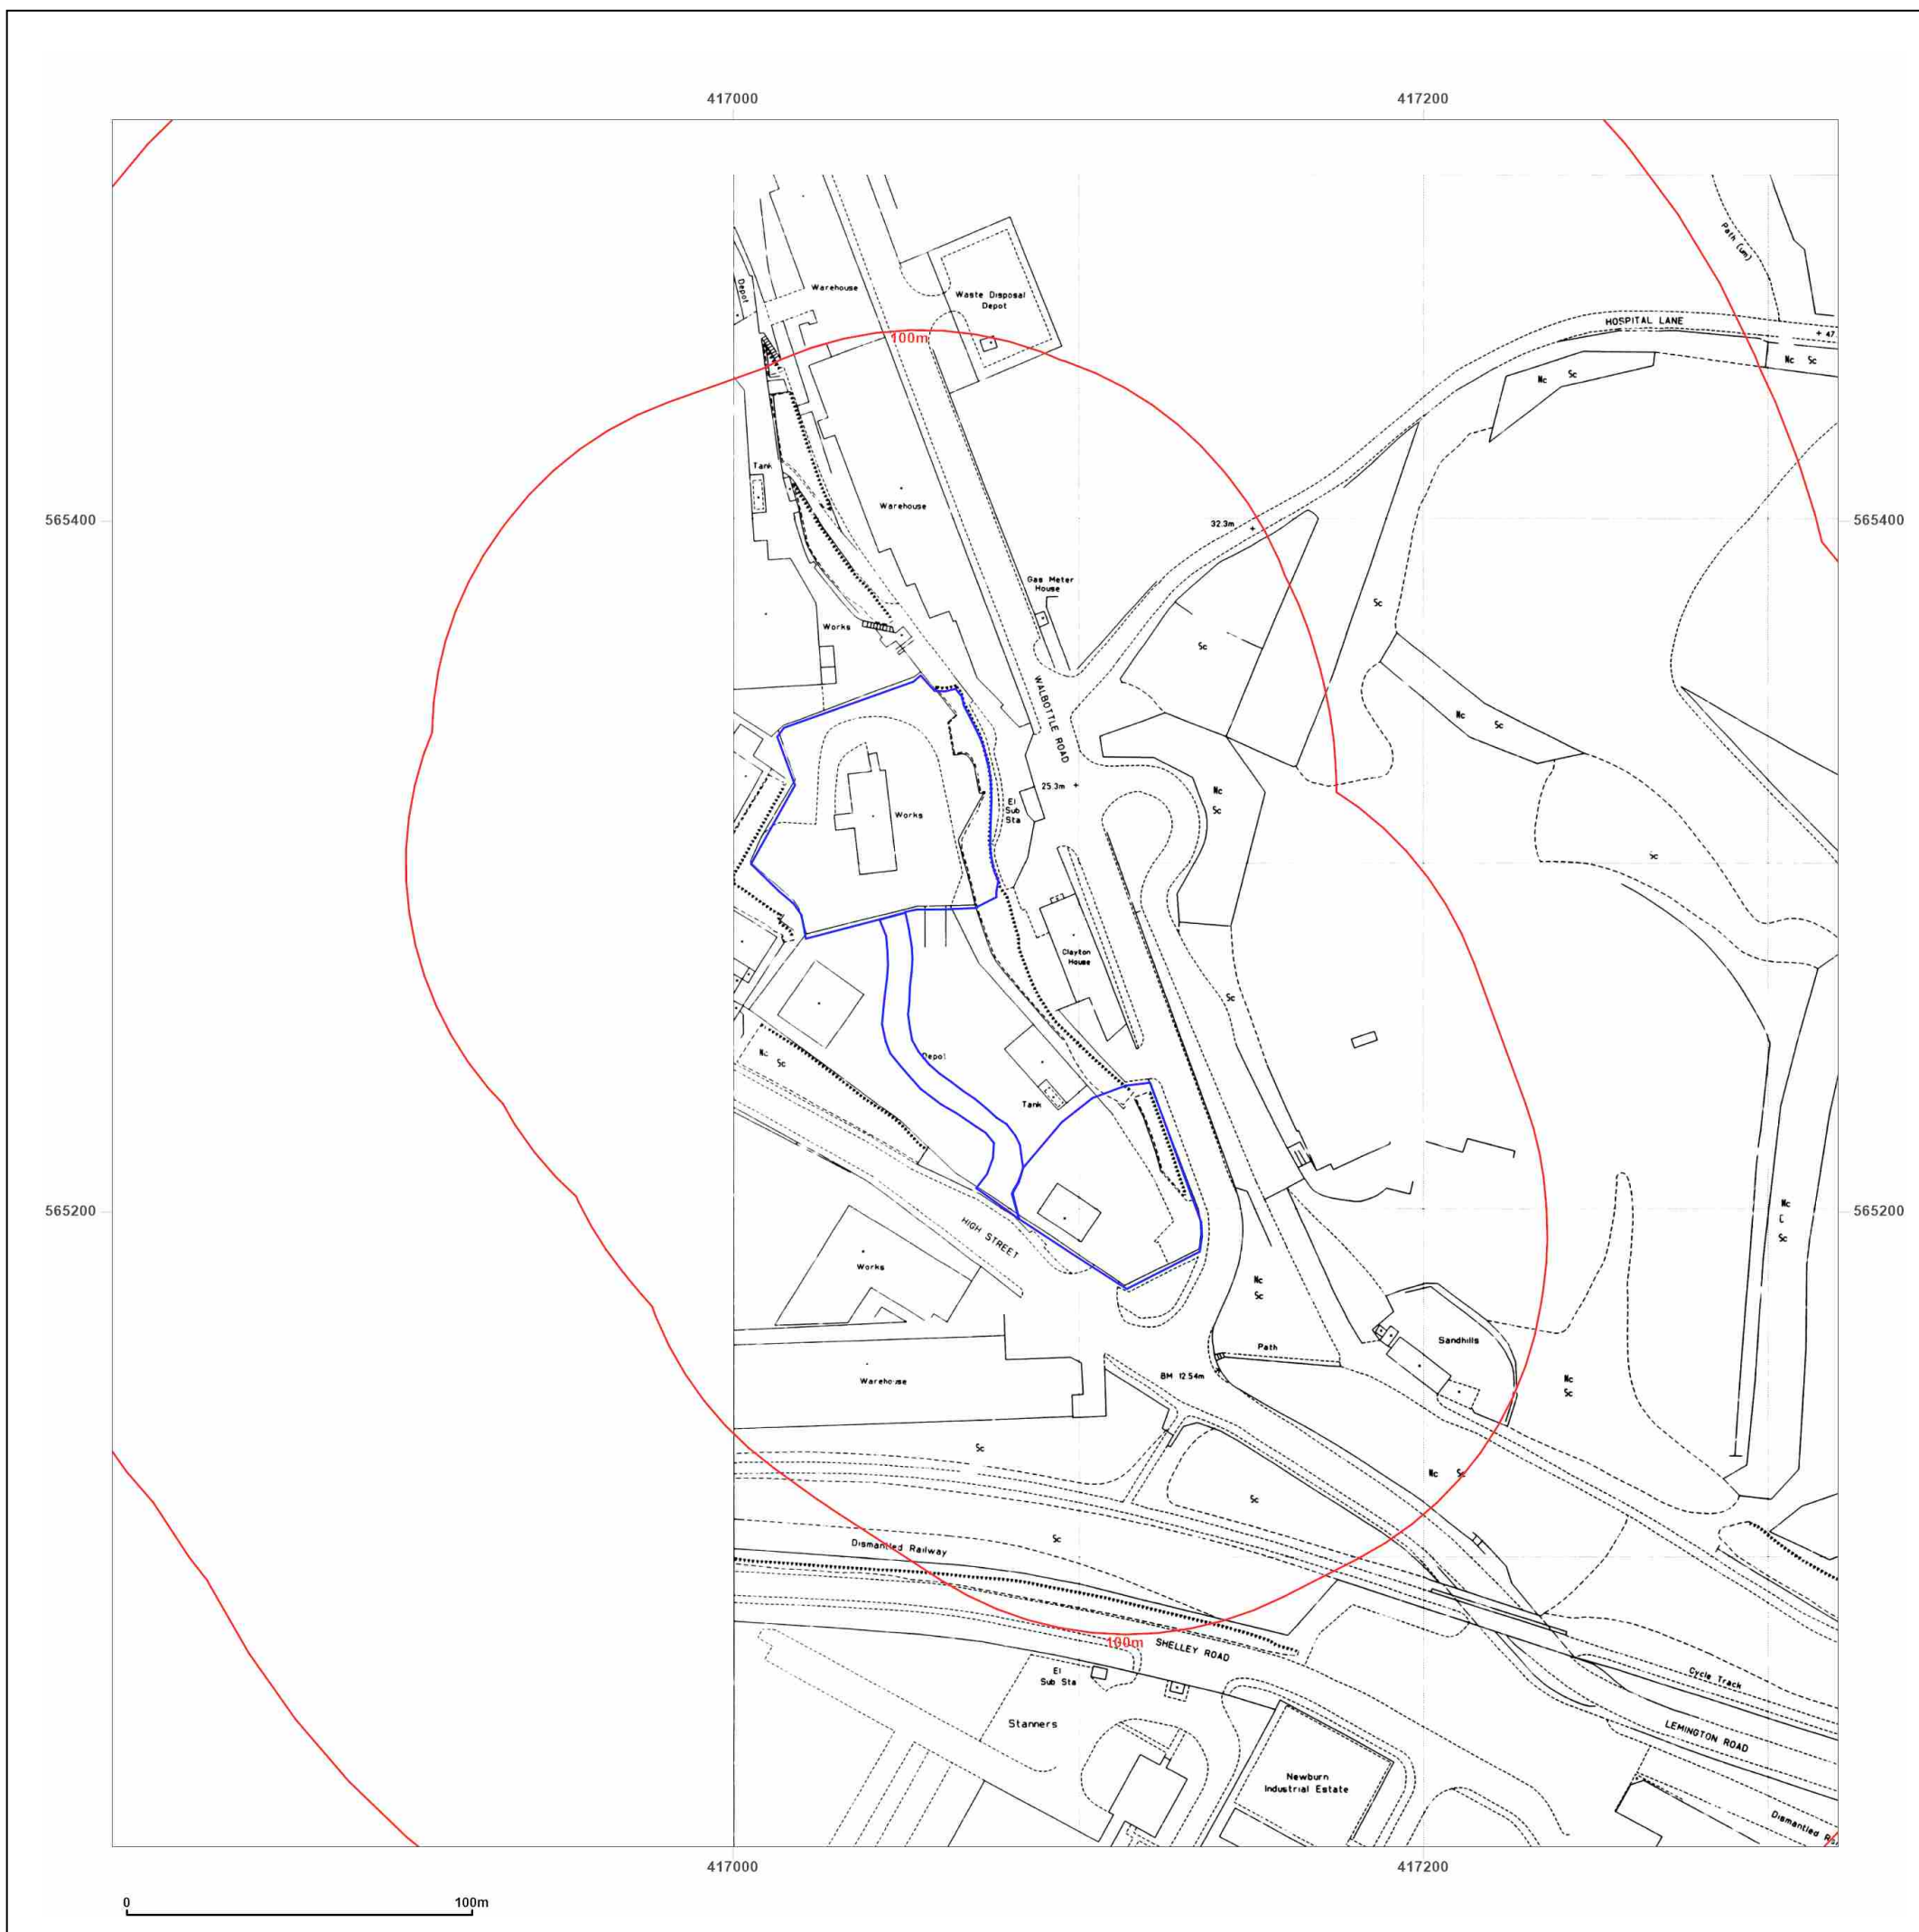 417000
417200
Path (um)
Depot
Warehouse
Waste Disposal
Depot
HOSPITAL LANE
+ 47.
100m
Nc Sc
Nc Sc
Tank
Warehouse
565400
565400
32.3m +
Gas Meter
House
Sc
Works
Sc
WALBOTTLE ROAD
Nc Sc
25.3m +
Nc
Sc
El
Sub
Sta
Works
Sc
Clayton
House
Sc
Nc
Sc
Depot
Tank
565200
565200
Nc
Sc
HIGH STREET
Works
Nc
Sc
Sandhills
Path
BM 12.54m
Warehouse
Nc
Sc
Sc
Nc Sc
Sc
Sc
Dismantled Railway
100m
SHELLEY ROAD
El
Sub Sta
Cycle Track
Stanners
LEMINGTON ROAD
Newburn
Industrial Estate
Dismantled
417000
417200
0
100m